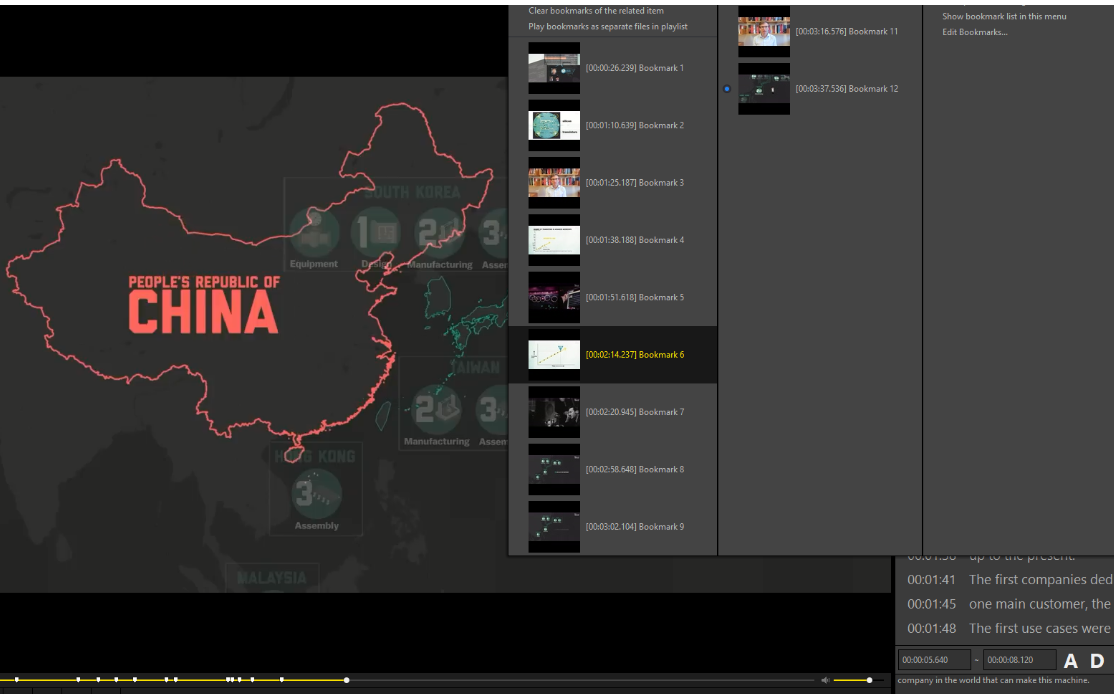 Clear bookmarks of the related item
Play bookmarks as separate files in playlist
[00:00:26.239] Bookmark 1
[00:01:10.639] Bookmark 2
[00:01:25.187] Bookmark 3
[00:01:38.188] Bookmark 4
[00:01:51.618] Bookmark 5
[00:02:14.237] Bookmark 6
[00:02:20.945] Bookmark 7
[00:02:58.648] Bookmark 8
[00:03:02.104] Bookmark 9
[00:03:16.576] Bookmark 11
[00:03:37.536] Bookmark 12
Show bookmark list in this menu
Edit Bookmarks...
PEOPLE'S REPUBLIC OF
CHINA
SOUTH KOREA
1 2 3
Equipment Design Manufacturing Assem
TAIWAN
2 3
Manufacturing Assem
HONG KONG
3
Assembly
MALAYSIA
up to the present.
00:01:41 The first companies ded
00:01:45 one main customer, the
00:01:48 The first use cases were
00:00:05.640 - 00:00:08.120 A D
company in the world that can make this machine.